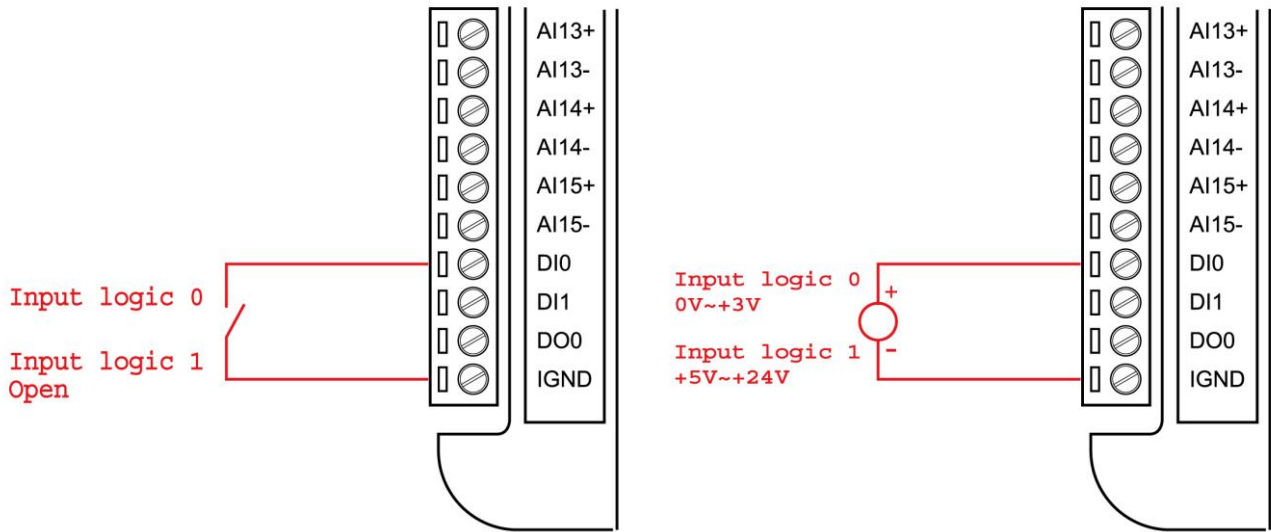 AI13+
AI13-
AI14+
AI14-
AI15+
AI15-
DI0
DI1
DO0
IGND
Input logic 0
Input logic 1
Open
AI13+
AI13-
AI14+
AI14-
AI15+
AI15-
DI0
DI1
DO0
IGND
Input logic 0
0V~+3V
+
-
Input logic 1
+5V~+24V